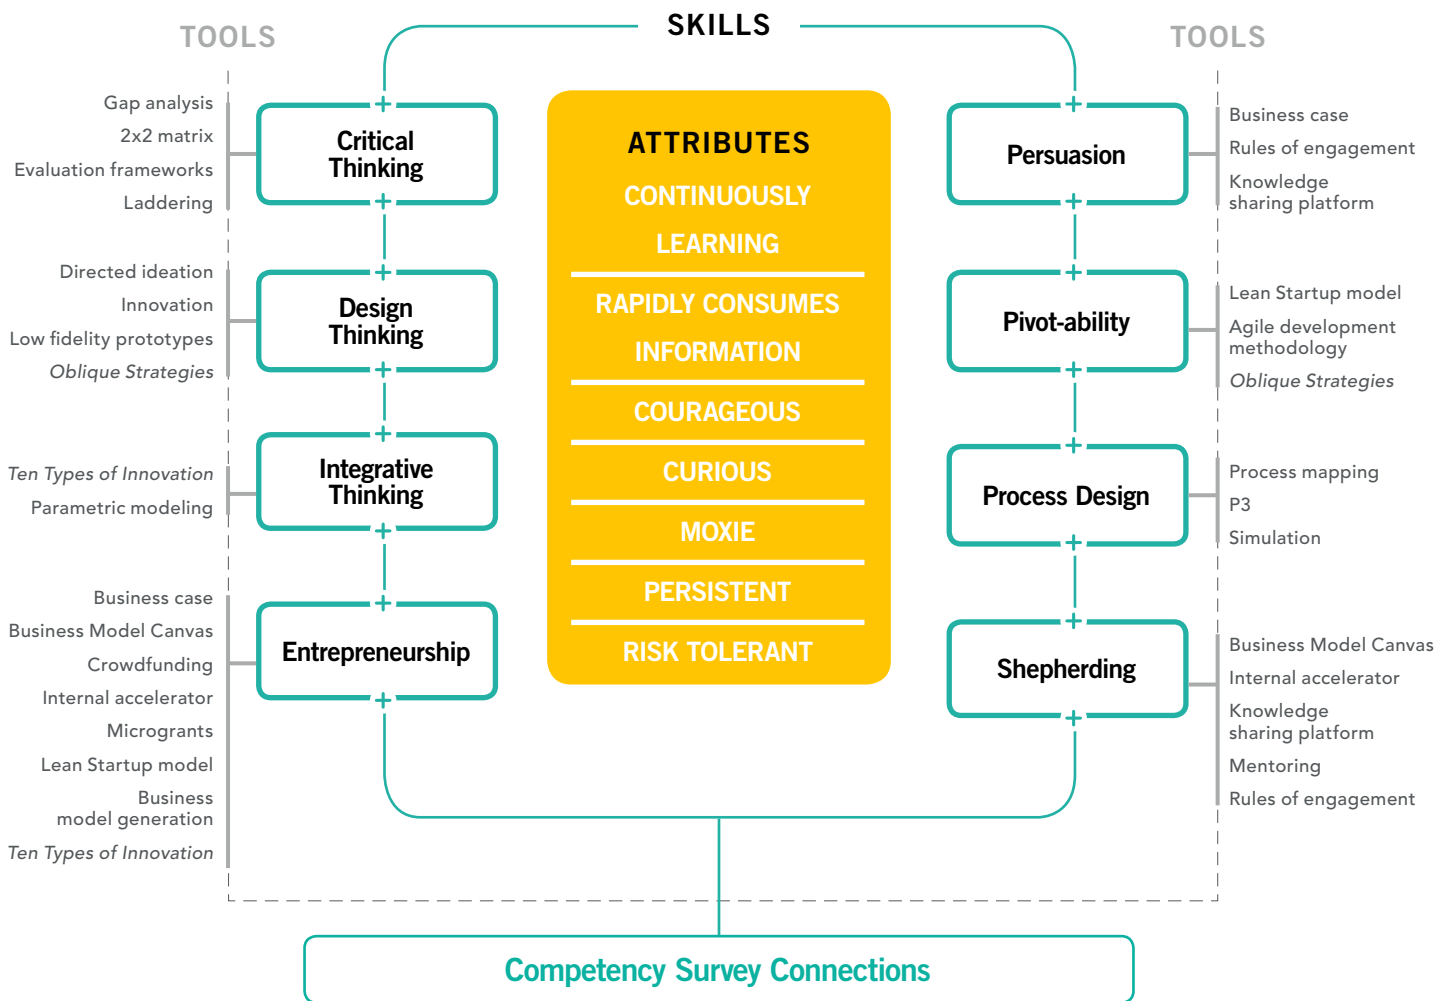 SKILLS
TOOLS
Gap analysis
2x2 matrix
Evaluation frameworks
Laddering
Critical
Thinking
Directed ideation
Innovation
Low fidelity prototypes
Oblique Strategies
Design
Thinking
Ten Types of Innovation
Parametric modeling
Integrative
Thinking
Business case
Business Model Canvas
Crowdfunding
Internal accelerator
Microgrants
Lean Startup model
Business
model generation
Ten Types of Innovation
Entrepreneurship
ATTRIBUTES
CONTINUOUSLY
LEARNING
RAPIDLY CONSUMES
INFORMATION
COURAGEOUS
CURIOUS
MOXIE
PERSISTENT
RISK TOLERANT
TOOLS
Persuasion
Business case
Rules of engagement
Knowledge
sharing platform
Pivot-ability
Lean Startup model
Agile development
methodology
Oblique Strategies
Process Design
Process mapping
P3
Simulation
Shepherding
Business Model Canvas
Internal accelerator
Knowledge
sharing platform
Mentoring
Rules of engagement
Competency Survey Connections